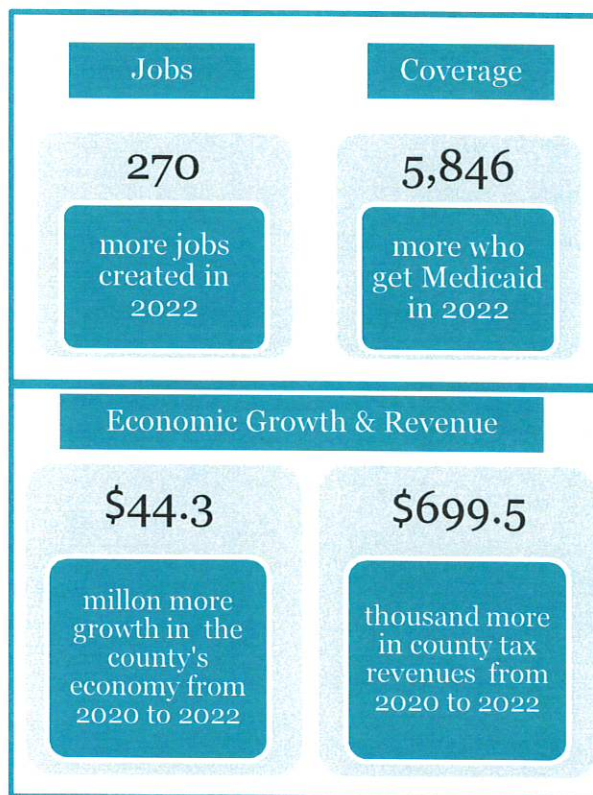 Jobs
Coverage
270
5,846
more jobs
created in
2022
more who
get Medicaid
in 2022
Economic Growth & Revenue
$44.3
$699.5
millon more
growth in the
county's
economy from
2020 to 2022
thousand more
in county tax
revenues from
2020 to 2022